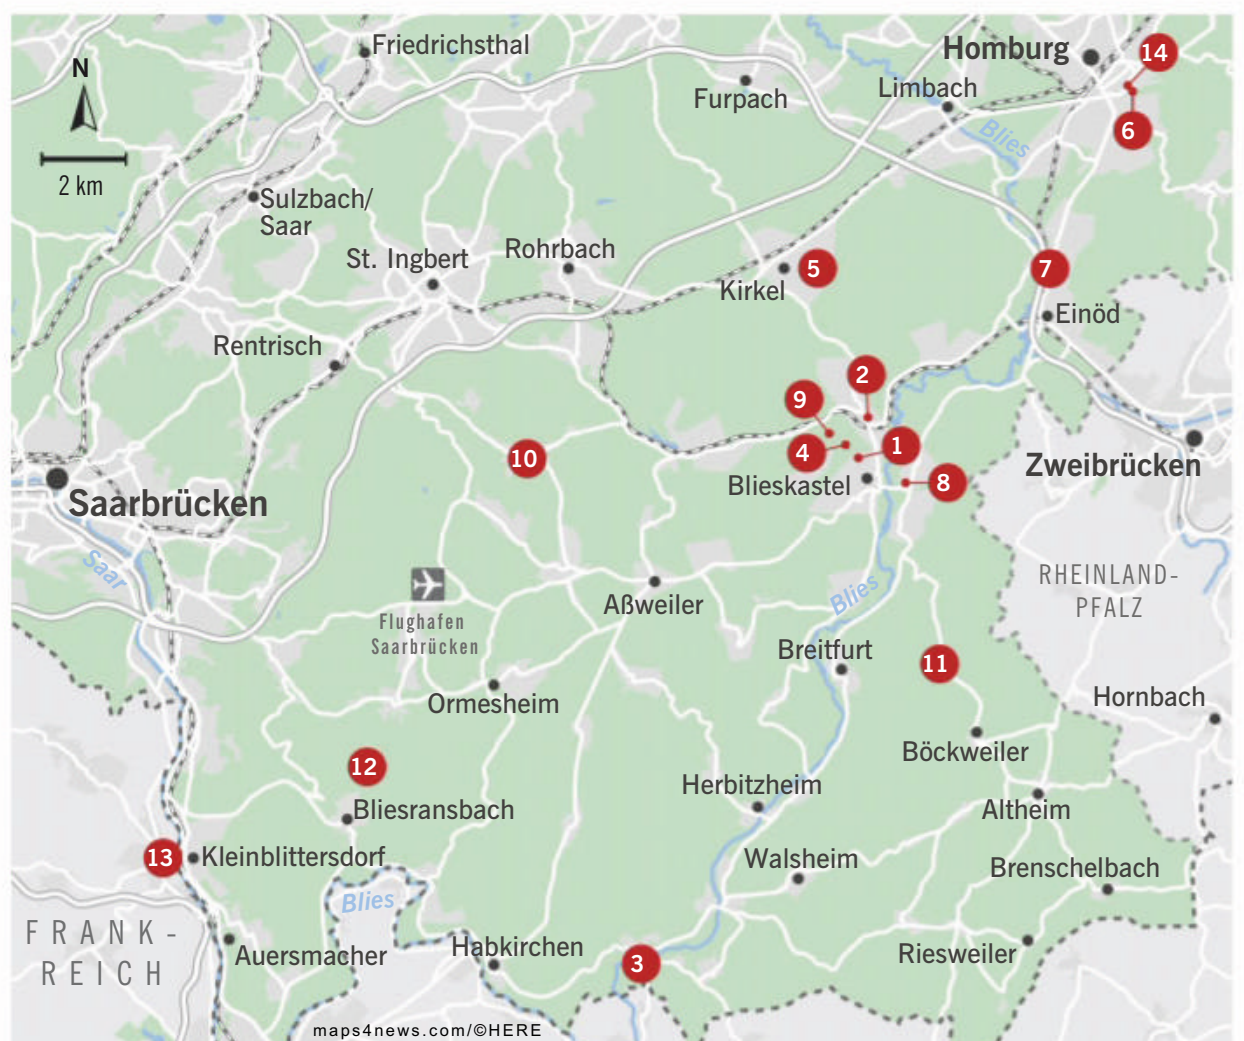 Friedrichsthal
Homburg
14
N
Furpach
Limbach
Blies
6
2 km
Sulzbach/
Saar
St. Ingbert
Rohrbach
Kirkel
5
7
Einöd
Rentrisch
2
9
4
1
10
Blieskastel
8
Zweibrücken
Saarbrücken
Saar
Flughafen
Saarbrücken
Aßweiler
Blies
RHEINLAND-
PFALZ
Breitfurt
11
Ormesheim
Hornbach
Böckweiler
12
Herbitzheim
Altheim
Bliesransbach
13
Kleinblittersdorf
Walsheim
Brenschelbach
Blies
FRANK-
REICH
Auersmacher
Habkirchen
3
Riesweiler
maps4news.com/©HERE